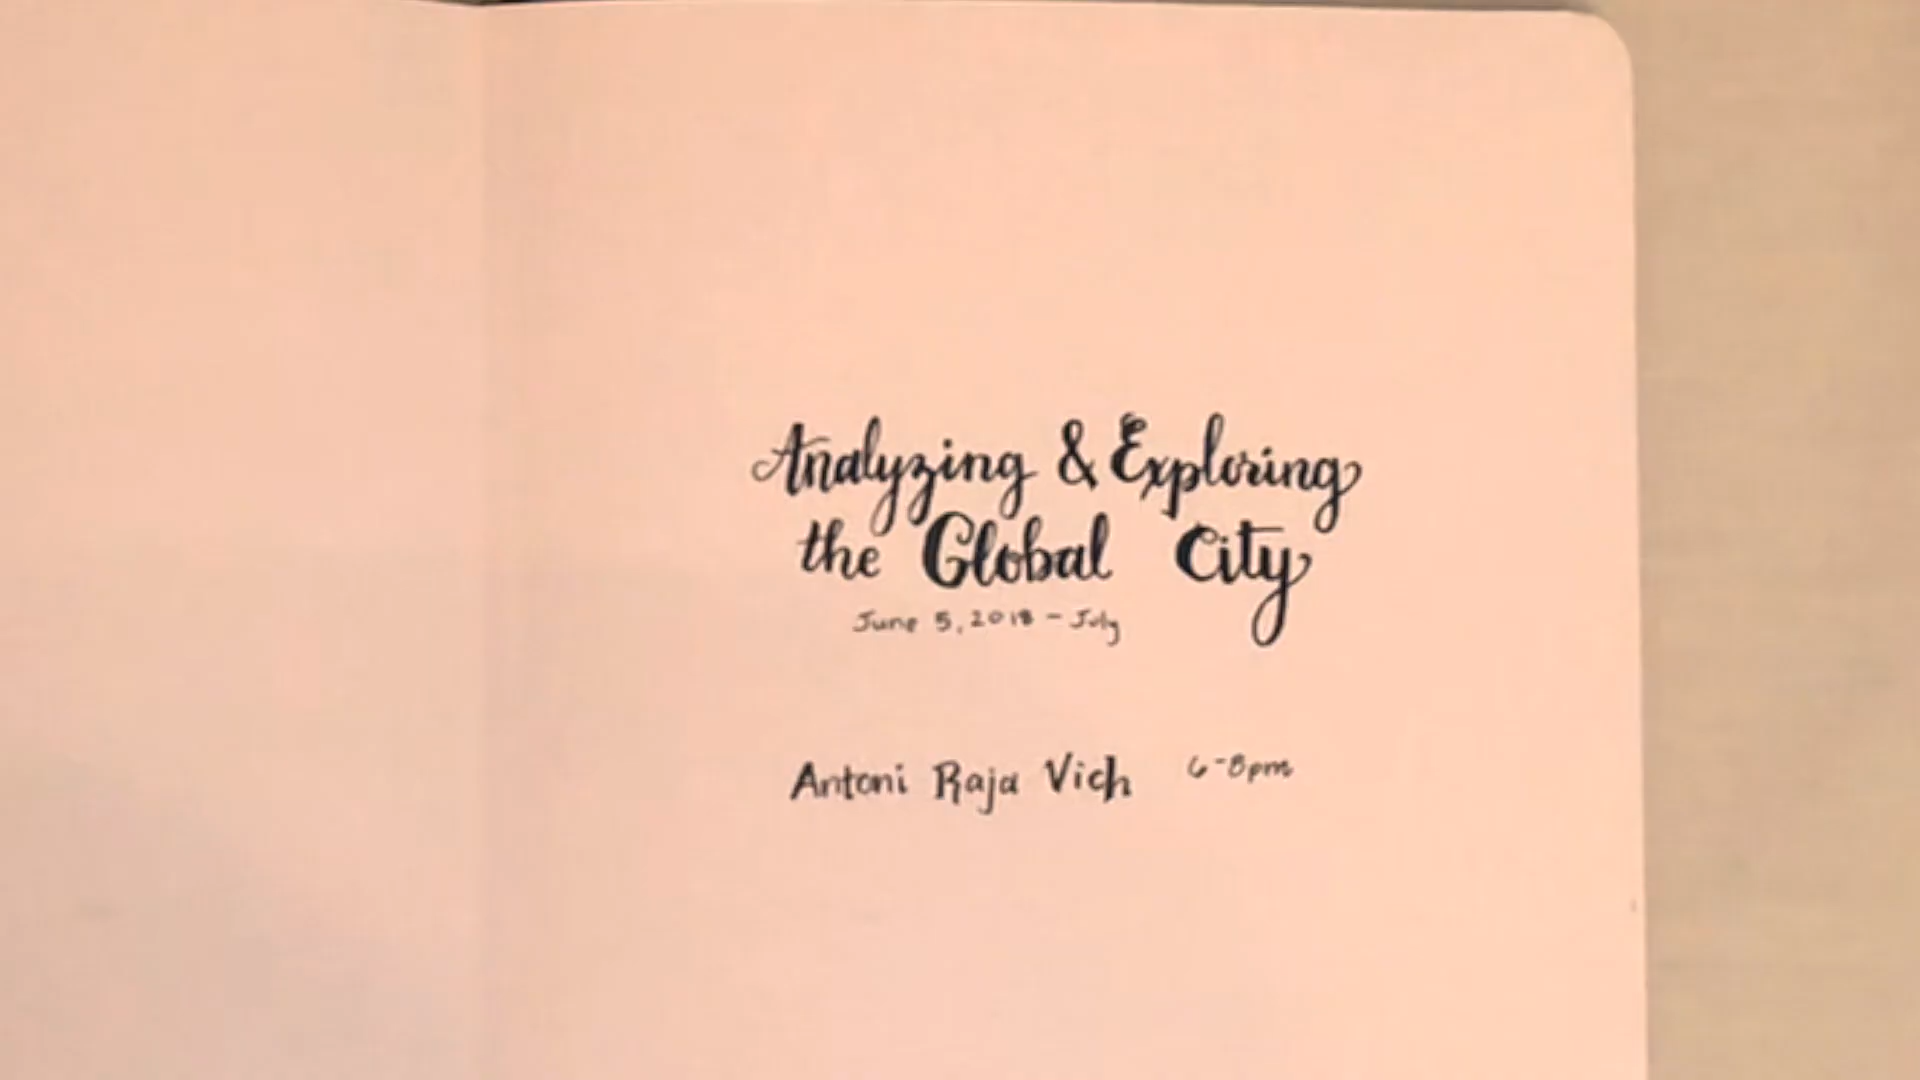 Analyzing & Exploring
the Global City
June 5, 2018 - July
Antoni Raja Vich 6-8pm